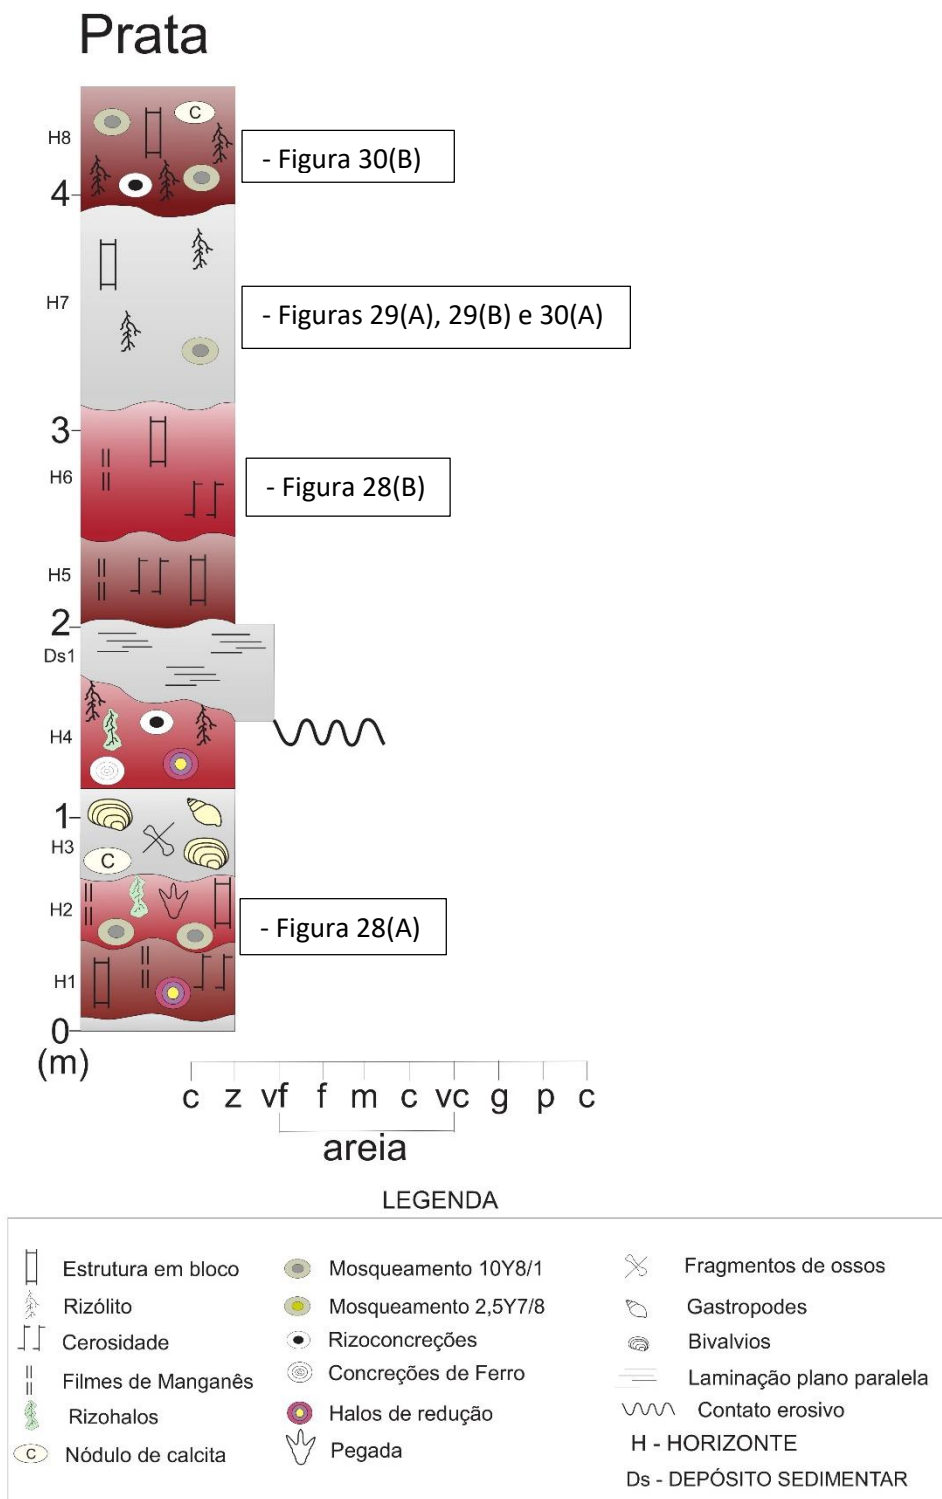 Prata
H8
C
- Figura 30(B)
4
H7
- Figuras 29(A), 29(B) e 30(A)
3
H6
- Figura 28(B)
H5
2
Ds1
H4
1
H3
C
H2
- Figura 28(A)
H1
0
(m)
c z vf f m c vc g p c
areia
LEGENDA
Estrutura em bloco
Rizólito
Cerosidade
Filmes de Manganês
Rizohalos
C Nódulo de calcita
Mosqueamento 10Y8/1
Mosqueamento 2,5Y7/8
Rizoconcreções
Concreções de Ferro
Halos de redução
Pegada
Fragmentos de ossos
Gastropodes
Bivalvios
Laminação plano paralela
Contato erosivo
H - HORIZONTE
Ds - DEPÓSITO SEDIMENTAR